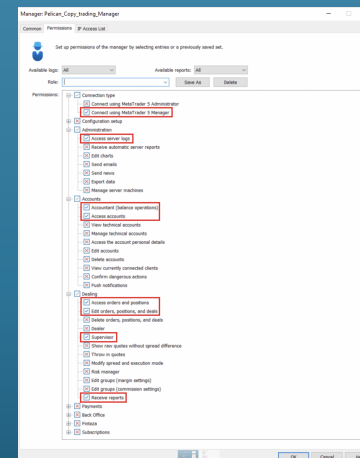 Manager: Pelican_Copy_trading_Manager
Common Permissions IP Access List
Set up permissions of the manager by selecting entries or a previously saved set.
Available logs: All Available reports: All
Role: Save As Delete
Permissions: Connection type
Connect using MetaTrader 5 Administrator
Connect using MetaTrader 5 Manager
Configuration setup
Administration
Access server logs
Receive automatic server reports
Edit charts
Send emails
Send news
Export data
Manage server machines
Accounts
Accountant (balance operations)
Access accounts
View technical accounts
Manage technical accounts
Access the account personal details
Edit accounts
Delete accounts
View currently connected clients
Confirm dangerous actions
Push notifications
Dealing
Access orders and positions
Edit orders, positions, and deals
Delete orders, positions, and deals
Dealer
Supervisor
Show raw quotes without spread difference
Throw in quotes
Modify spread and execution mode
Risk manager
Edit groups (margin settings)
Edit groups (commission settings)
Receive reports
Payments
Back Office
Finteza
Subscriptions
OK Cancel